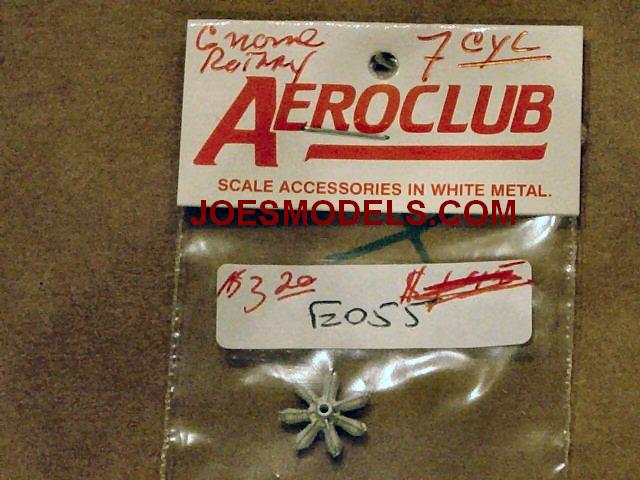 Gnome 7 CYL
Rotary
AEROCLUB
SCALE ACCESSORIES IN WHITE METAL.
JOESMODELS.COM
$3 20
E055